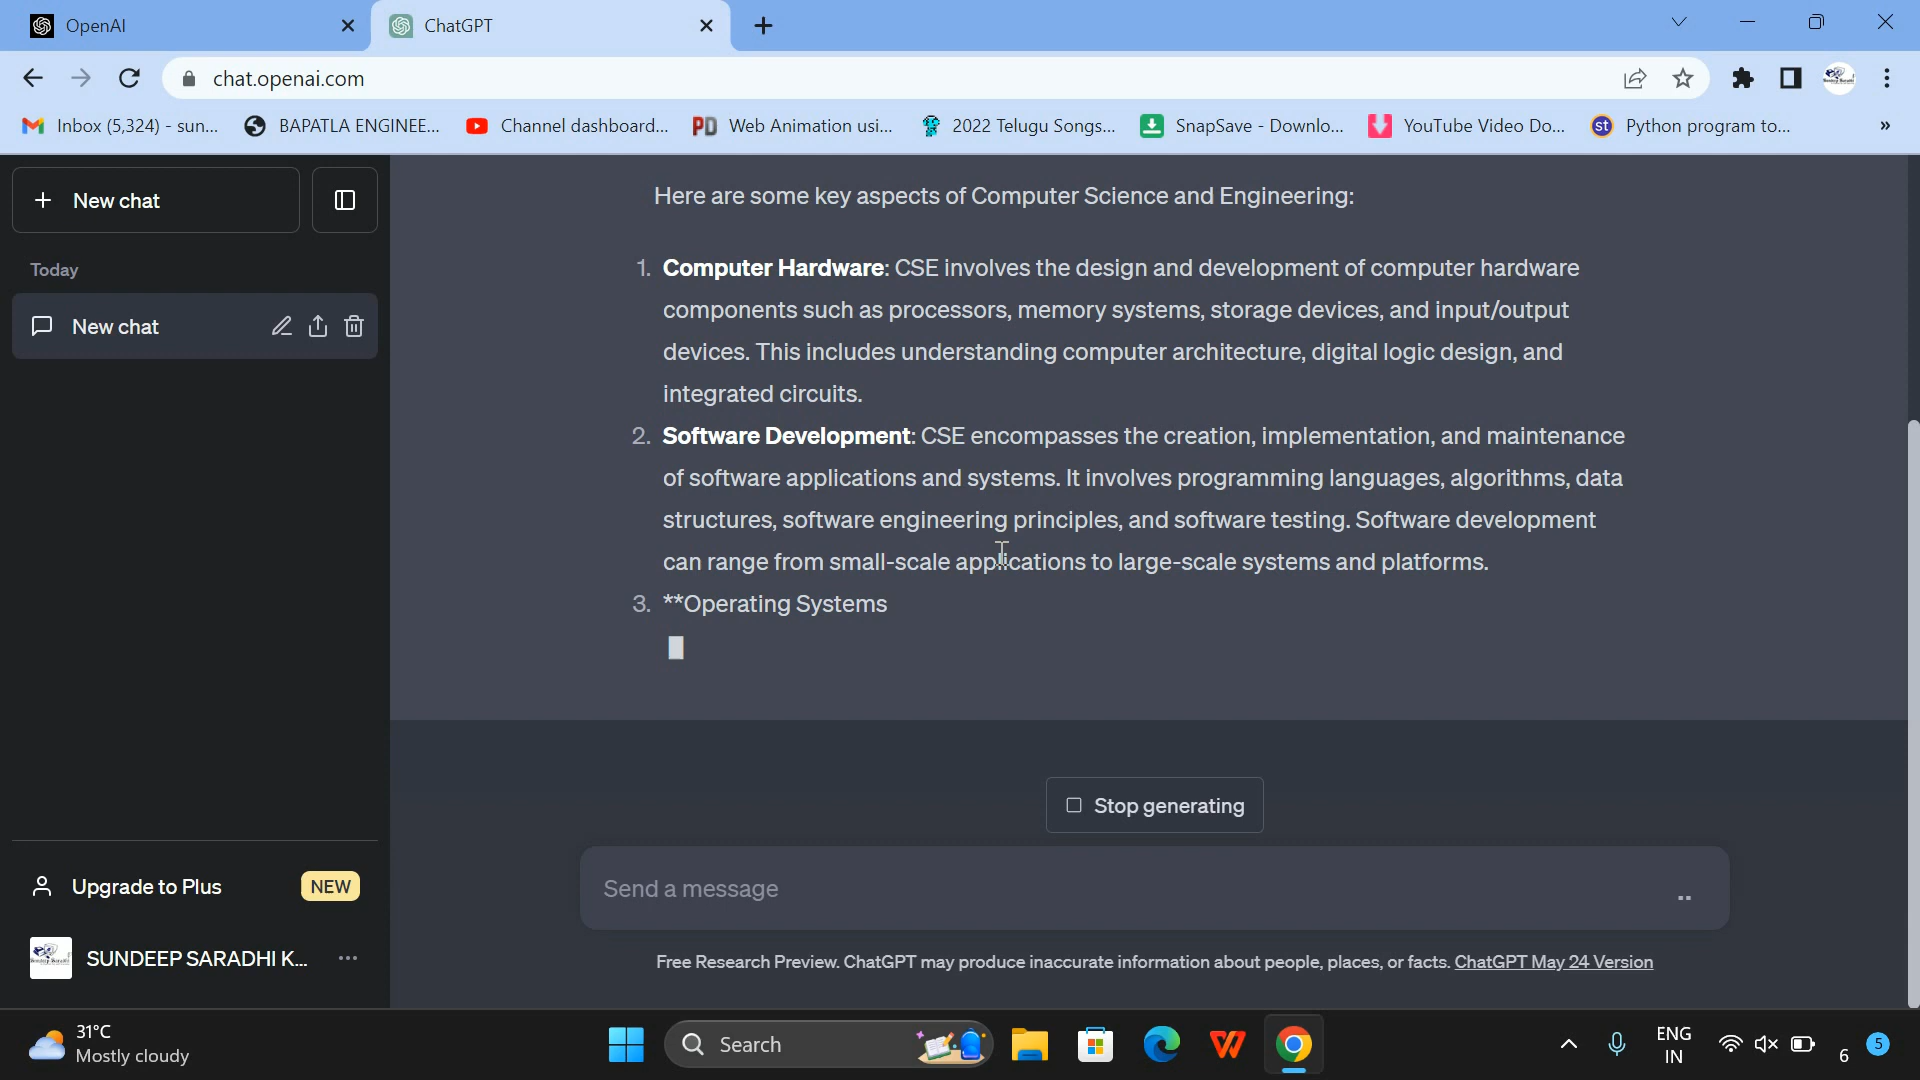 OpenAI
ChatGPT
chat.openai.com
Inbox (5,324) - sun...
BAPATLA ENGINEE...
Channel dashboard...
PD
Web Animation usi...
2022 Telugu Songs...
SnapSave - Downlo...
YouTube Video Do...
st
Python program to...
»
New chat
Today
New chat
Here are some key aspects of Computer Science and Engineering:
1. Computer Hardware: CSE involves the design and development of computer hardware
components such as processors, memory systems, storage devices, and input/output
devices. This includes understanding computer architecture, digital logic design, and
integrated circuits.
2. Software Development: CSE encompasses the creation, implementation, and maintenance
of software applications and systems. It involves programming languages, algorithms, data
structures, software engineering principles, and software testing. Software development
can range from small-scale applications to large-scale systems and platforms.
3. **Operating Systems
Stop generating
Send a message
Free Research Preview. ChatGPT may produce inaccurate information about people, places, or facts. ChatGPT May 24 Version
Upgrade to Plus
NEW
SUNDEEP SARADHI K...
31°C
Mostly cloudy
Search
ENG
IN
6
5